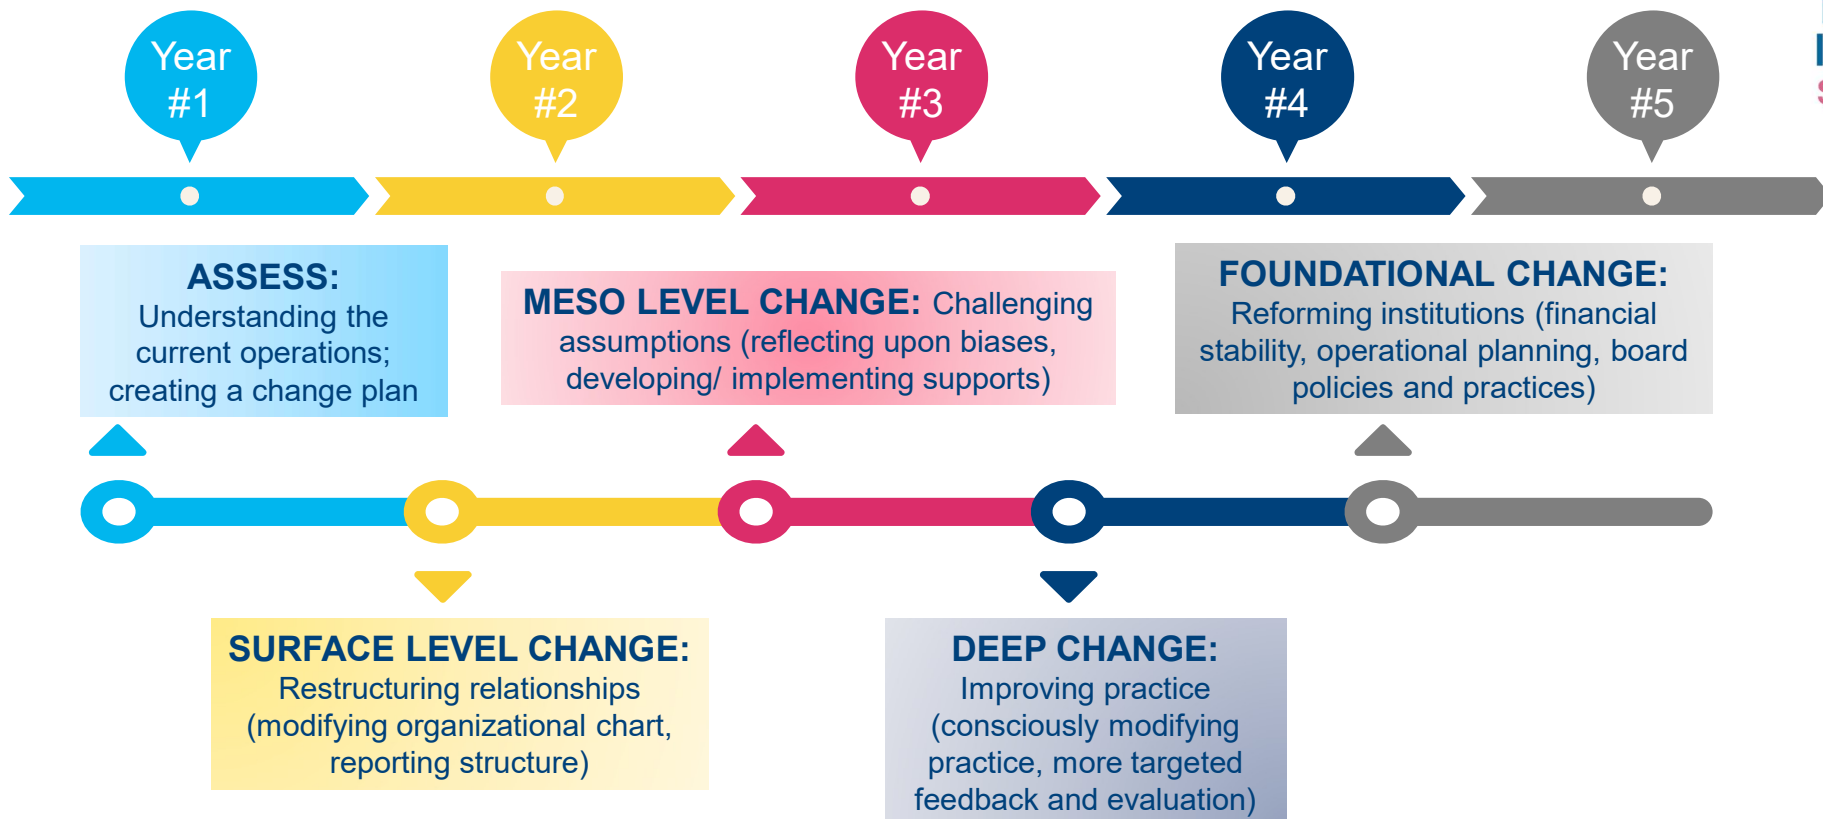 Year
#1
Year
#2
Year
#3
Year
#4
Year
#5
ASSESS:
Understanding the
current operations;
creating a change plan
MESO LEVEL CHANGE: Challenging
assumptions (reflecting upon biases,
developing/ implementing supports)
FOUNDATIONAL CHANGE:
Reforming institutions (financial
stability, operational planning, board
policies and practices)
SURFACE LEVEL CHANGE:
Restructuring relationships
(modifying organizational chart,
reporting structure)
DEEP CHANGE:
Improving practice
(consciously modifying
practice, more targeted
feedback and evaluation)